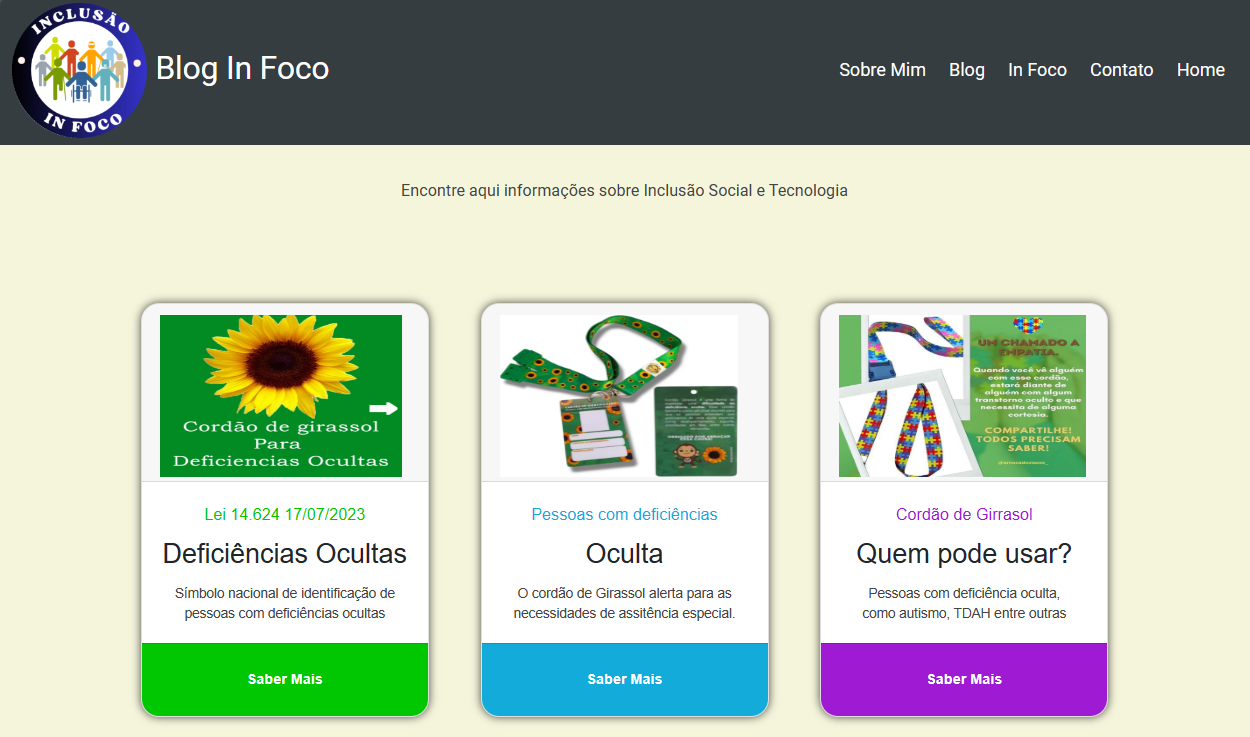 INCLUSÃO
IN FOCO
Blog In Foco
Sobre Mim
Blog
In Foco
Contato
Home
Encontre aqui informações sobre Inclusão Social e Tecnologia
Cordão de girassol
Para
Deficiencias Ocultas
Lei 14.624 17/07/2023
Deficiências Ocultas
Símbolo nacional de identificação de
pessoas com deficiências ocultas
Saber Mais
Pessoas com deficiências
Oculta
O cordão de Girassol alerta para as
necessidades de assitência especial.
Saber Mais
UM CHAMADO A
EMPATIA.
Quando você vê alguém
com esse cordão,
estará diante de
alguém com algum
transtorno oculto e que
necessita de alguma
cortesia.
COMPARTILHE!
TODOS PRECISAM
SABER!
Cordão de Girrasol
Quem pode usar?
Pessoas com deficiência oculta,
como autismo, TDAH entre outras
Saber Mais